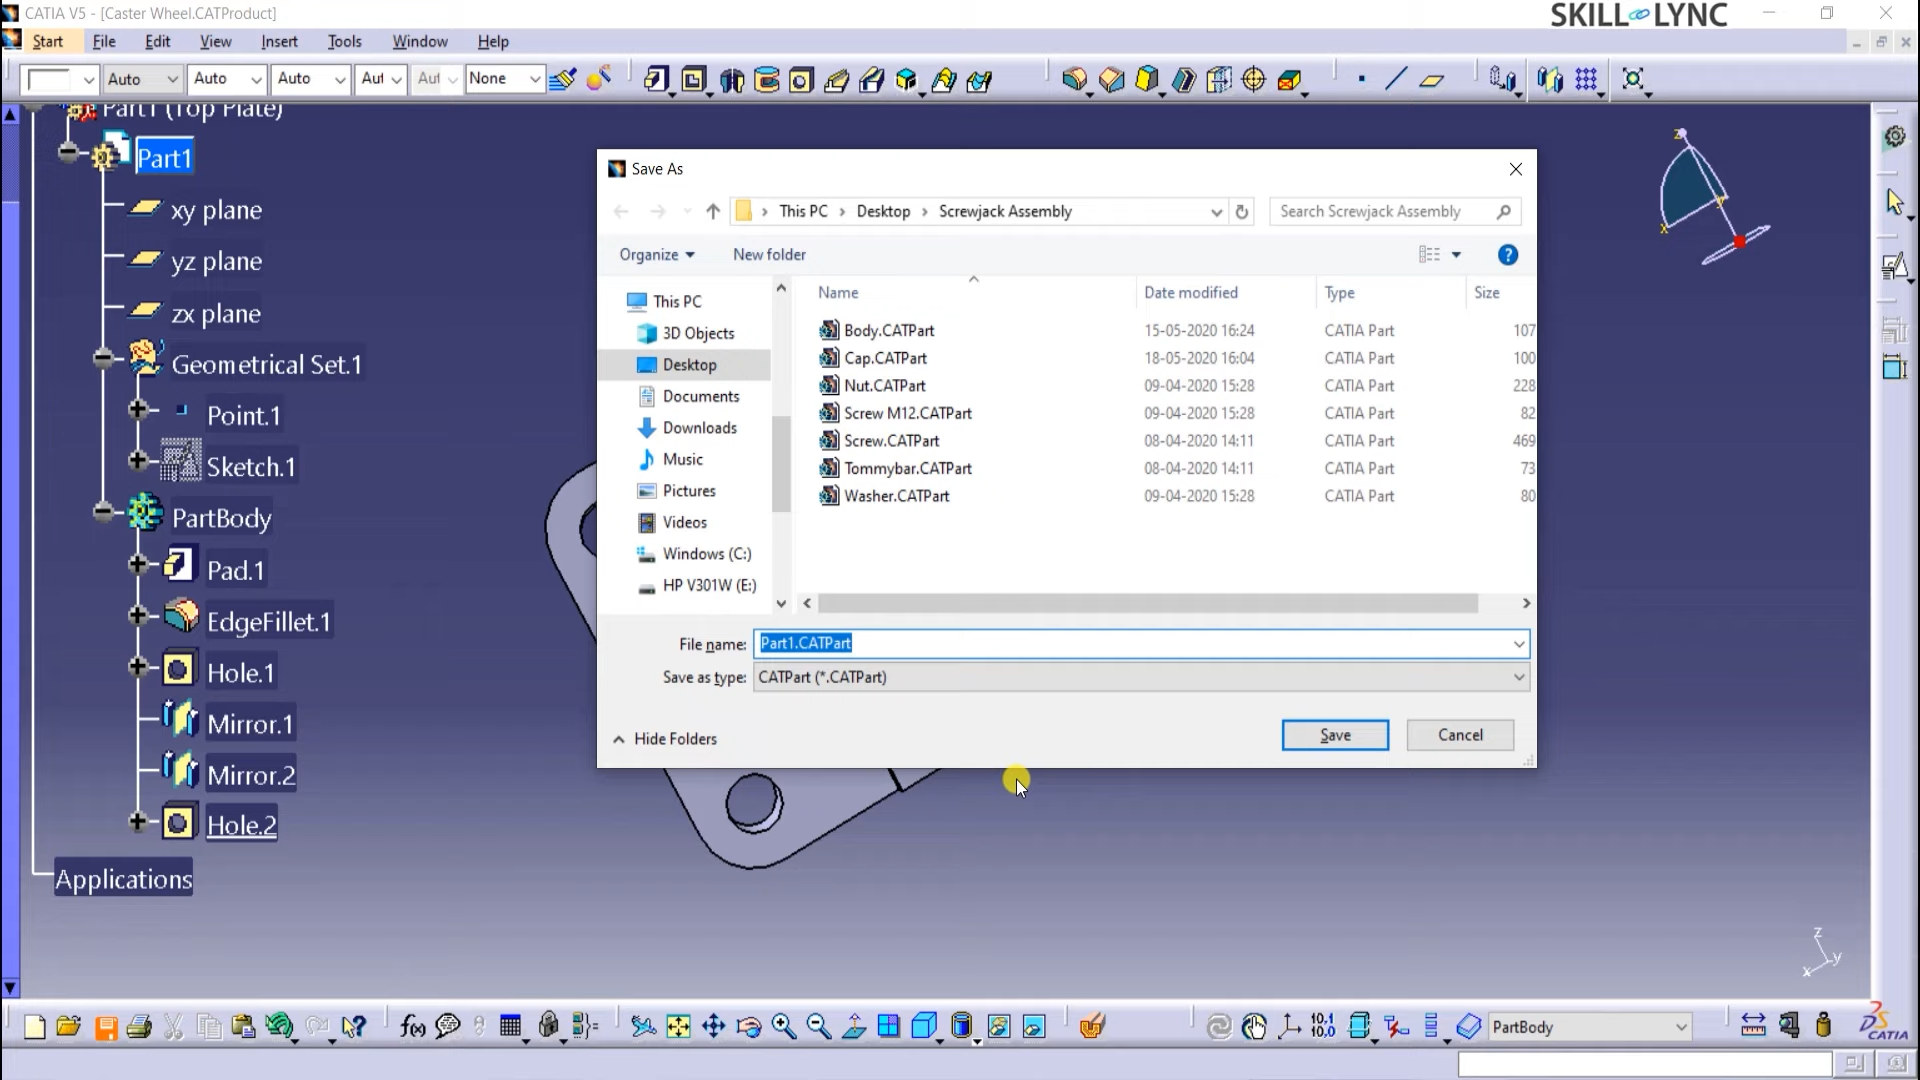 CATIA V5 - [Caster Wheel.CATProduct]
SKILL LYNC
Start File Edit View Insert Tools Window Help
Auto Auto Auto Aut Aut None
Part1 (Top Plate)
Part1
xy plane
yz plane
zx plane
Geometrical Set.1
Point.1
Sketch.1
PartBody
Pad.1
EdgeFillet.1
Hole.1
Mirror.1
Mirror.2
Hole.2
Applications
Save As
This PC › Desktop › Screwjack Assembly
Search Screwjack Assembly
Organize New folder
This PC
3D Objects
Desktop
Documents
Downloads
Music
Pictures
Videos
Windows (C:)
HP V301W (E:)
Name Date modified Type Size
Body.CATPart 15-05-2020 16:24 CATIA Part 107
Cap.CATPart 18-05-2020 16:04 CATIA Part 100
Nut.CATPart 09-04-2020 15:28 CATIA Part 228
Screw M12.CATPart 09-04-2020 15:28 CATIA Part 82
Screw.CATPart 08-04-2020 14:11 CATIA Part 469
Tommybar.CATPart 08-04-2020 14:11 CATIA Part 73
Washer.CATPart 09-04-2020 15:28 CATIA Part 80
File name: Part1.CATPart
Save as type: CATPart (*.CATPart)
Hide Folders
Save Cancel
z
y
x
z
y
x
f(x)
10.1
10.0
PartBody
CATIA